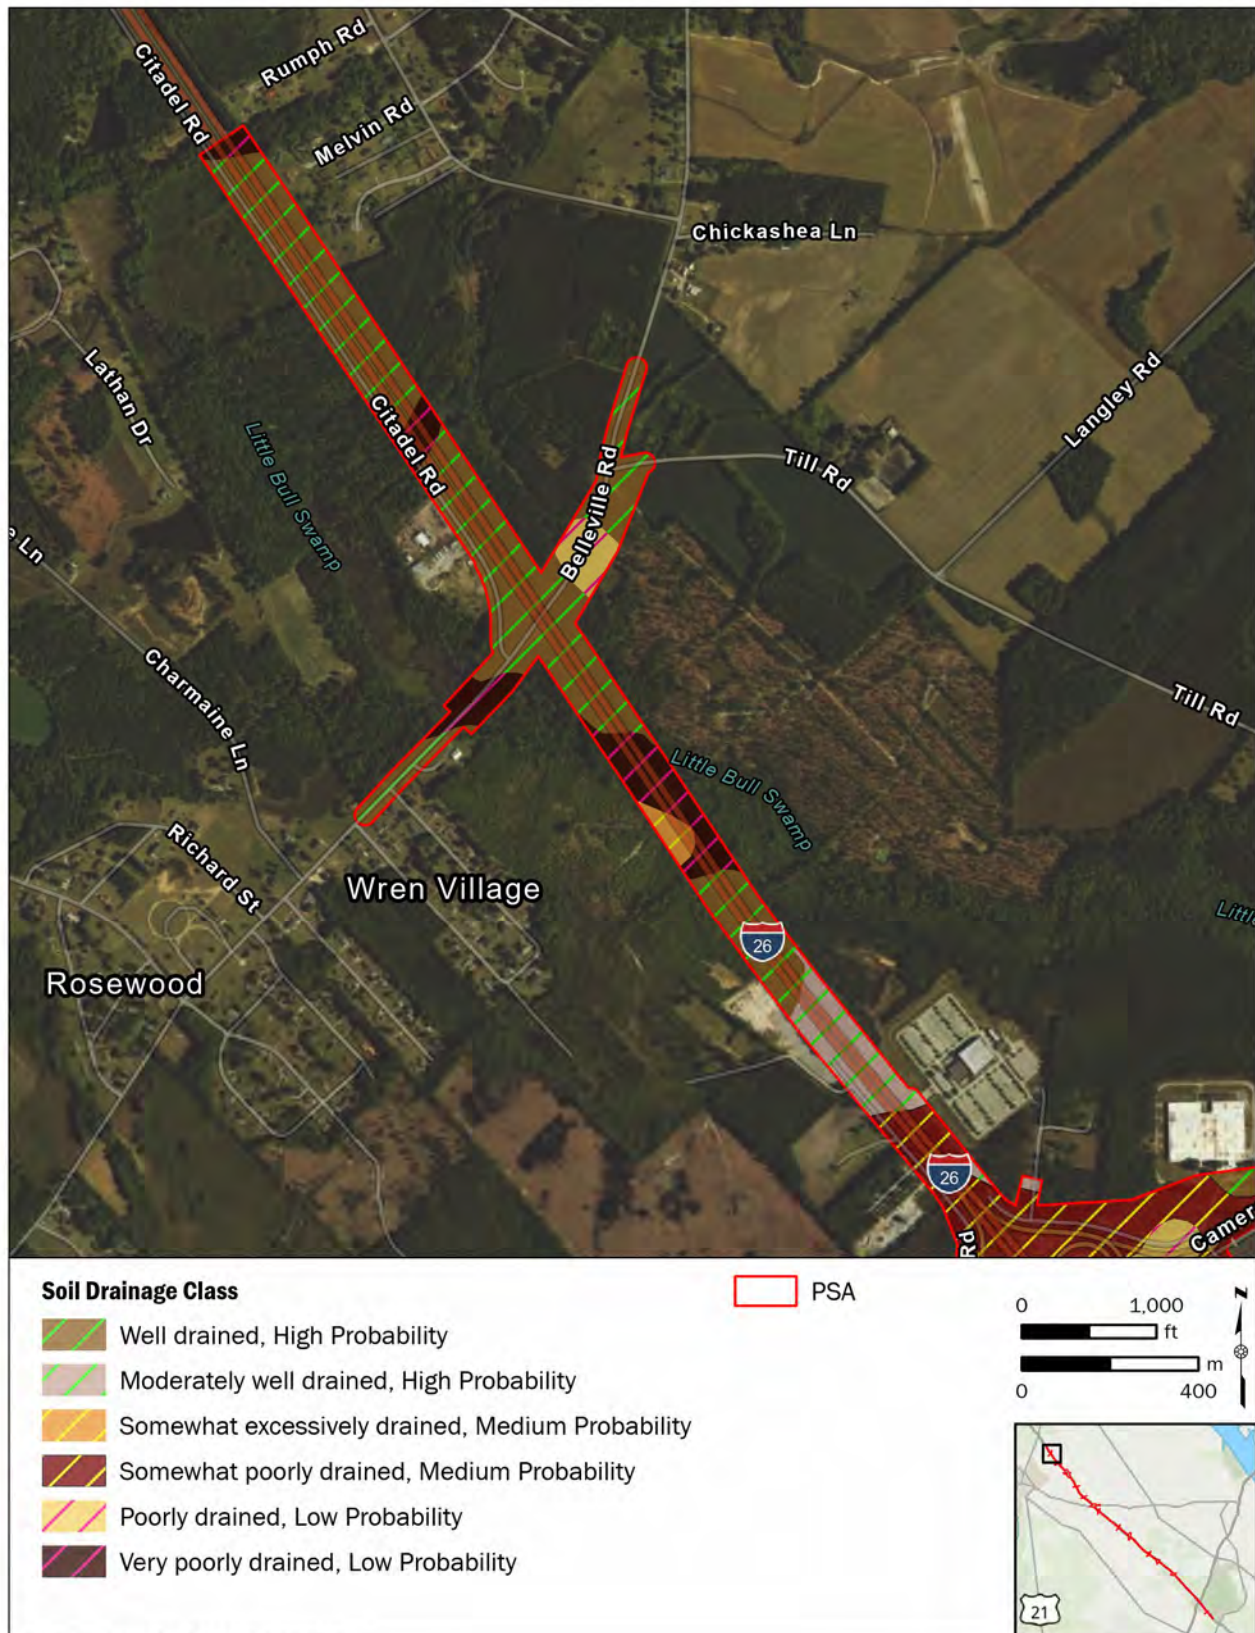 Citadel Rd
Rumph Rd
Melvin Rd
Chickashea Ln
Lathan Dr
Langley Rd
Citadel Rd
Little Bull Swamp
Belleville Rd
Till Rd
e Ln
Charmaine Ln
Till Rd
Little Bull Swamp
Richard St
Wren Village
Little
26
Rosewood
26
Rd
Camer
Soil Drainage Class
Well drained, High Probability
Moderately well drained, High Probability
Somewhat excessively drained, Medium Probability
Somewhat poorly drained, Medium Probability
Poorly drained, Low Probability
Very poorly drained, Low Probability
PSA
0 1,000
ft
m
0 400
N
21